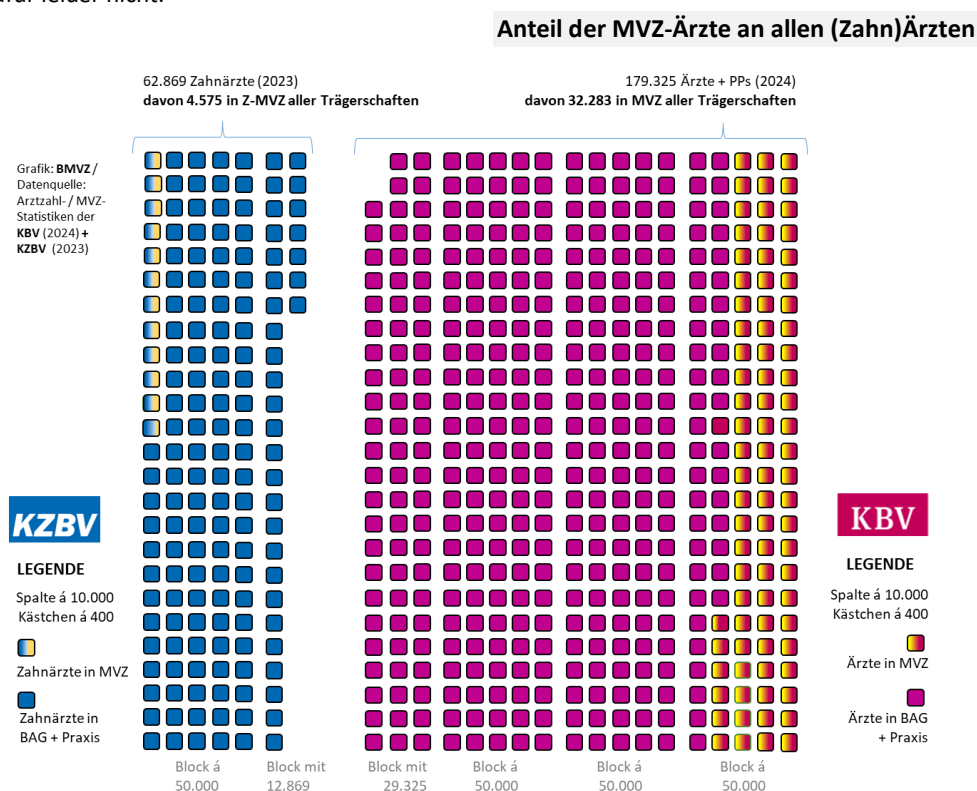 Anteil der MVZ-Ärzte an allen (Zahn)Ärzten
62.869 Zahnärzte (2023)
davon 4.575 in Z-MVZ aller Trägerschaften
179.325 Ärzte + PPs (2024)
davon 32.283 in MVZ aller Trägerschaften
Grafik: BMVZ /
Datenquelle:
Arztzahl- / MVZ-
Statistiken der
KBV (2024) +
KZBV (2023)
KZBV
LEGENDE
Spalte á 10.000
Kästchen á 400
Zahnärzte in MVZ
Zahnärzte in
BAG + Praxis
KBV
LEGENDE
Spalte á 10.000
Kästchen á 400
Ärzte in MVZ
Ärzte in BAG
+ Praxis
Block á
50.000
Block mit
12.869
Block mit
29.325
Block á
50.000
Block á
50.000
Block á
50.000